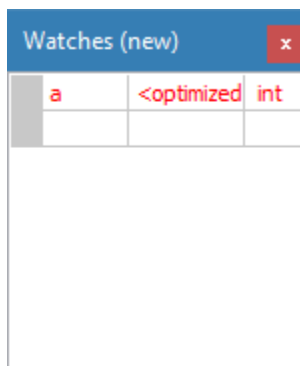 Watches (new) x
a <optimized int